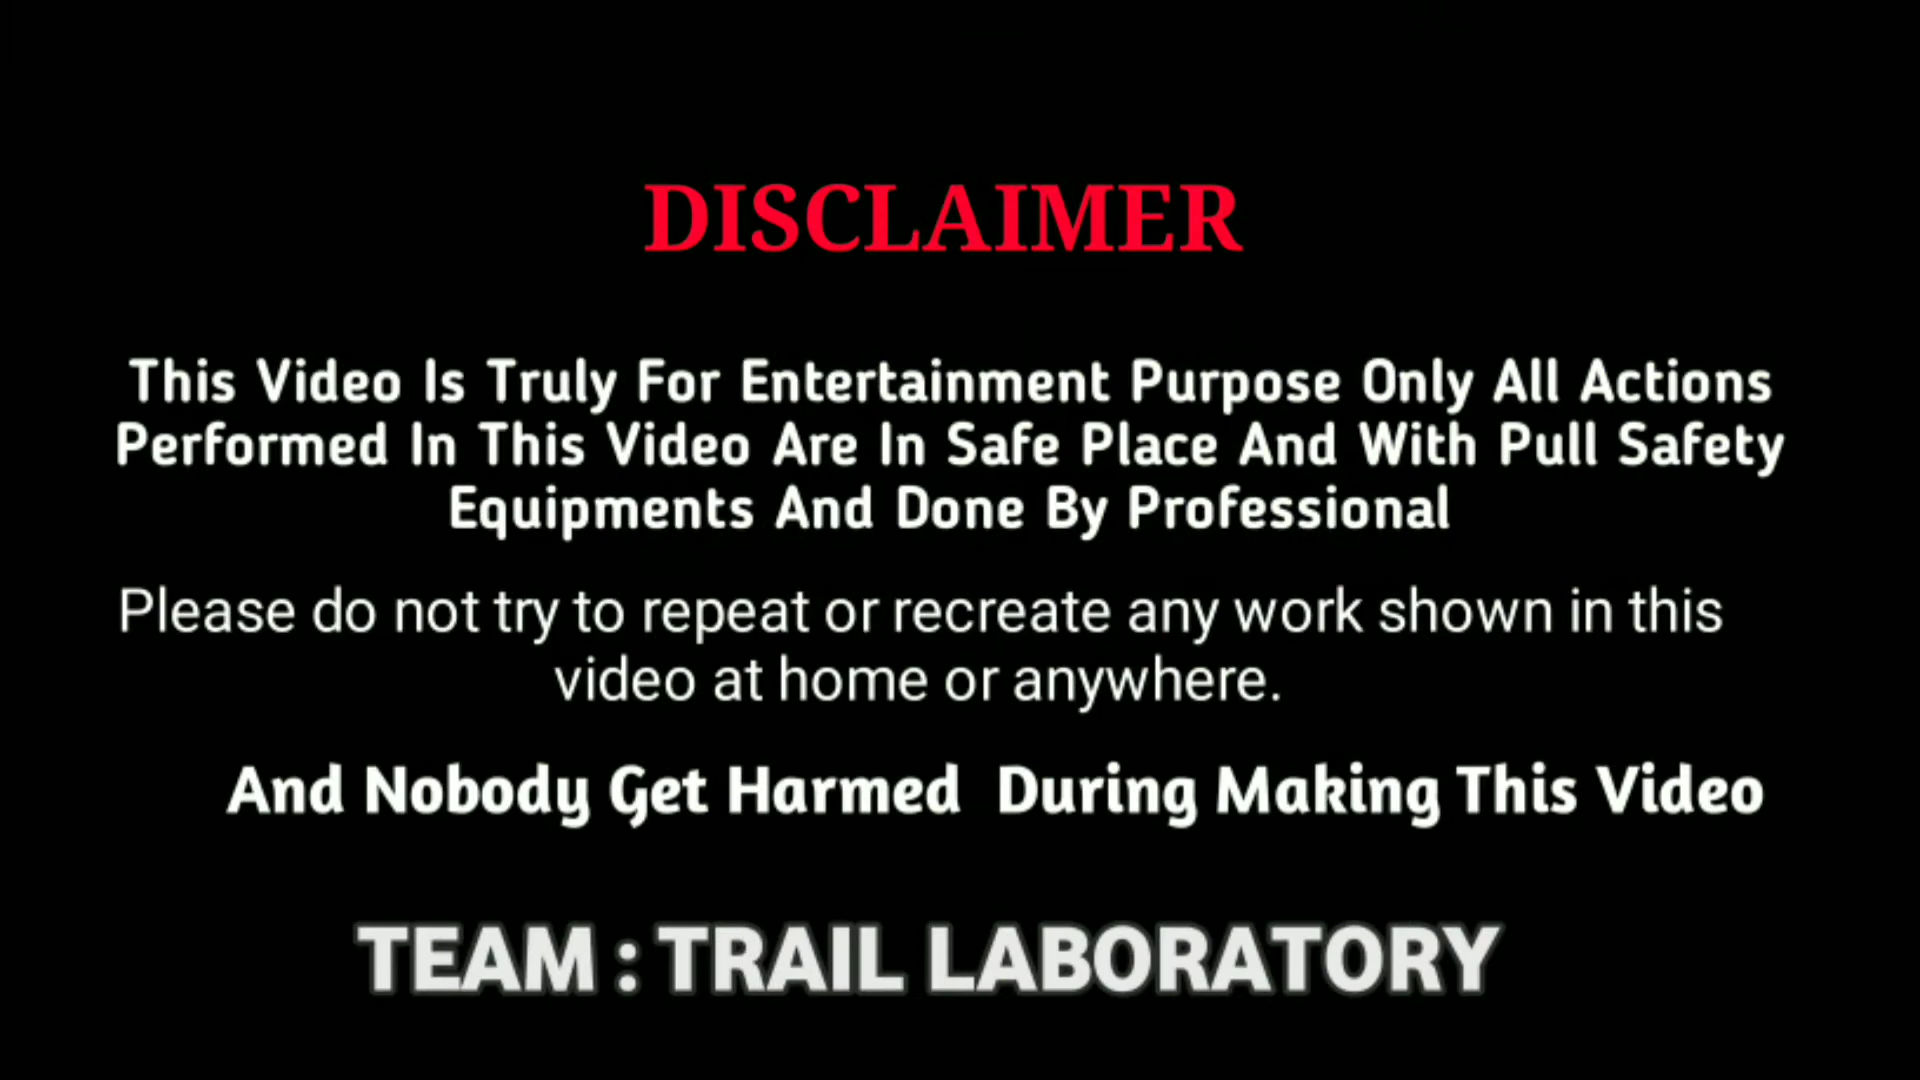 DISCLAIMER
This Video Is Truly For Entertainment Purpose Only All Actions
Performed In This Video Are In Safe Place And With Pull Safety
Equipments And Done By Professional
Please do not try to repeat or recreate any work shown in this
video at home or anywhere.
And Nobody Get Harmed During Making This Video
TEAM : TRAIL LABORATORY